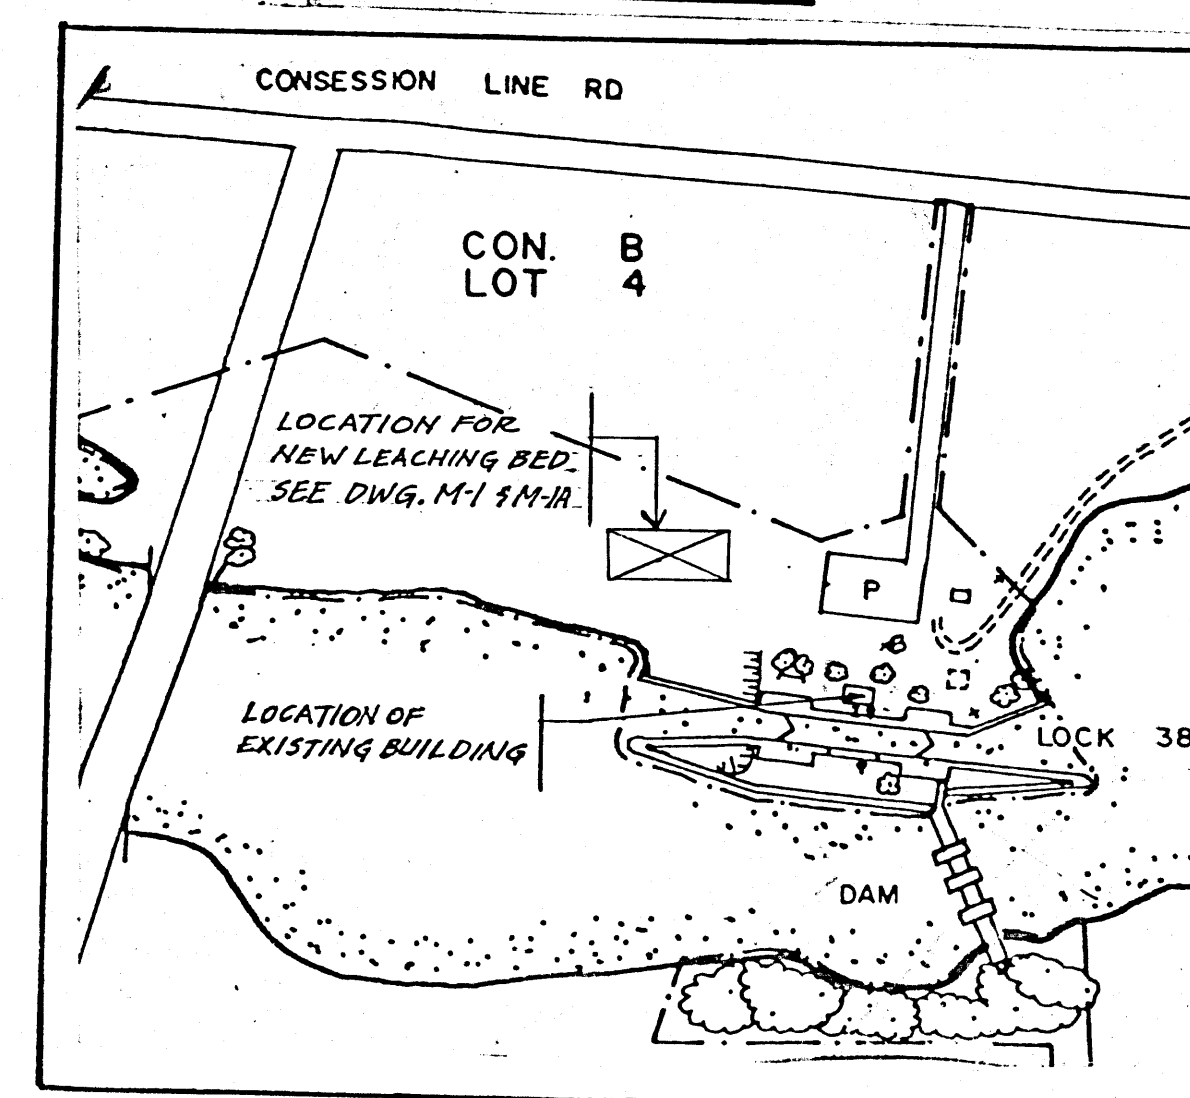 CONSESSION LINE RD
CON. B
LOT 4
LOCATION FOR
NEW LEACHING BED
SEE DWG. M-1 & M-1A
P
LOCATION OF
EXISTING BUILDING
LOCK 38
DAM